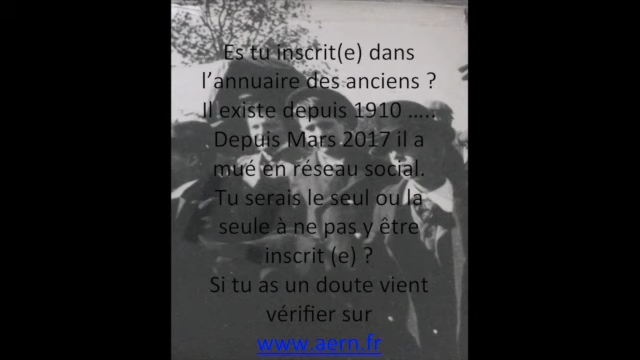 Es tu inscrit(e) dans
l’annuaire des anciens ?
Il existe depuis 1910 …..
Depuis Mars 2017 il a
mué en réseau social.
Tu serais le seul ou la
seule à ne pas y être
inscrit (e) ?
Si tu as un doute vient
vérifier sur
www.aern.fr